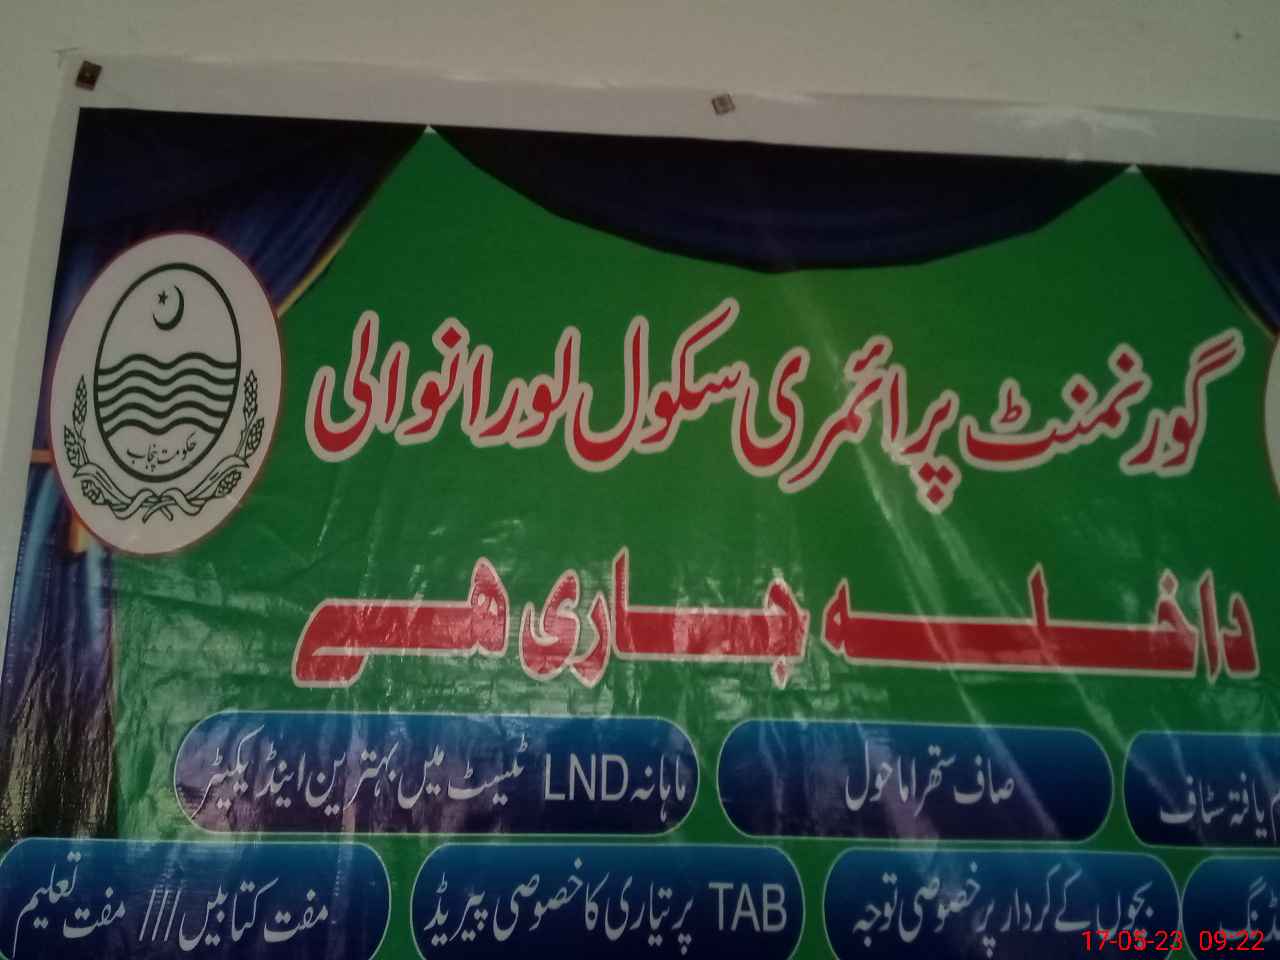 حکومت پنجاب
گورنمنٹ پرائمری سکول لورانوالی
داخلہ جاری ھے
یافتہ سٹاف
صاف ستھرا ماحول
ماہانہ LND ٹیسٹ میں بہترین اینڈیکیٹر
بچوں کے کردار پر خصوصی توجہ
TAB پر تیاری کا خصوصی پیریڈ
مفت کتابیں /// مفت تعلیم
17-05-23 09:22